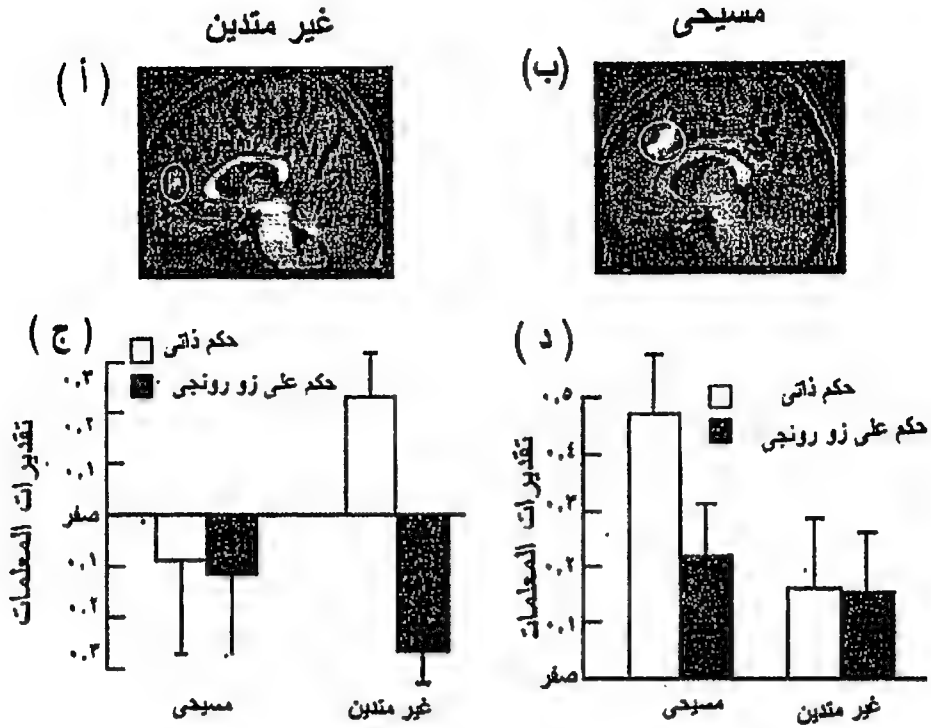 غير متدين
مسيحى
(أ)
(ب)
(ج)
حكم ذاتى
حكم على زو رونجى
تقديرات المعلمات
٠,٣
٠,٢
٠,١
صفر
٠,١
٠,٢
٠,٣
مسيحى
غير متدين
(د)
حكم ذاتى
حكم على زو رونجى
تقديرات المعلمات
٠,٥
٠,٤
٠,٣
٠,٢
٠,١
صفر
مسيحى
غير متدين